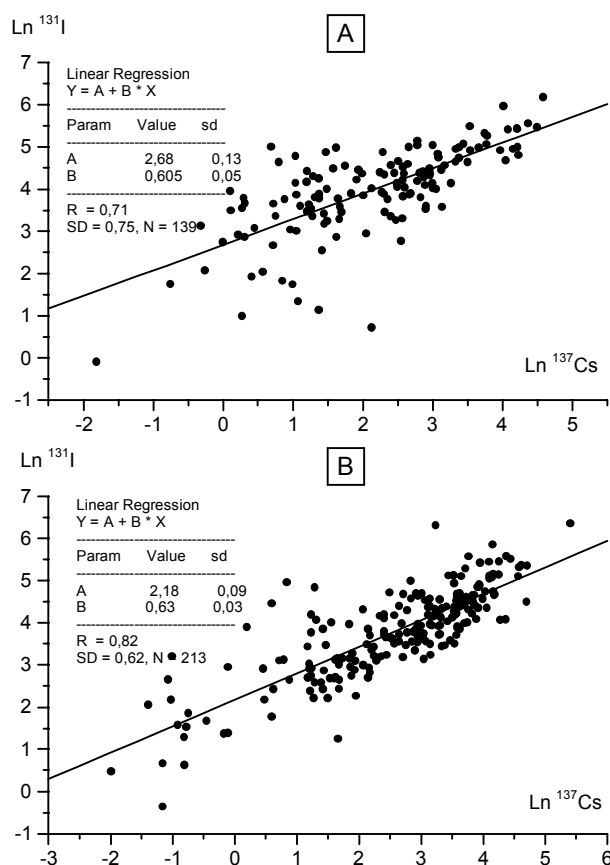 Ln 131I
A
7
6
5
4
3
2
1
0
-1
Linear Regression
Y = A + B * X
-----------------------------------
Param Value sd
-----------------------------------
A 2,68 0,13
B 0,605 0,05
-----------------------------------
R = 0,71
SD = 0,75, N = 139
Ln 137Cs
-2 -1 0 1 2 3 4 5
Ln 131I
B
7
6
5
4
3
2
1
0
-1
Linear Regression
Y = A + B * X
-----------------------------------
Param Value sd
-----------------------------------
A 2,18 0,09
B 0,63 0,03
-----------------------------------
R = 0,82
SD = 0,62, N = 213
Ln 137Cs
-3 -2 -1 0 1 2 3 4 5 6